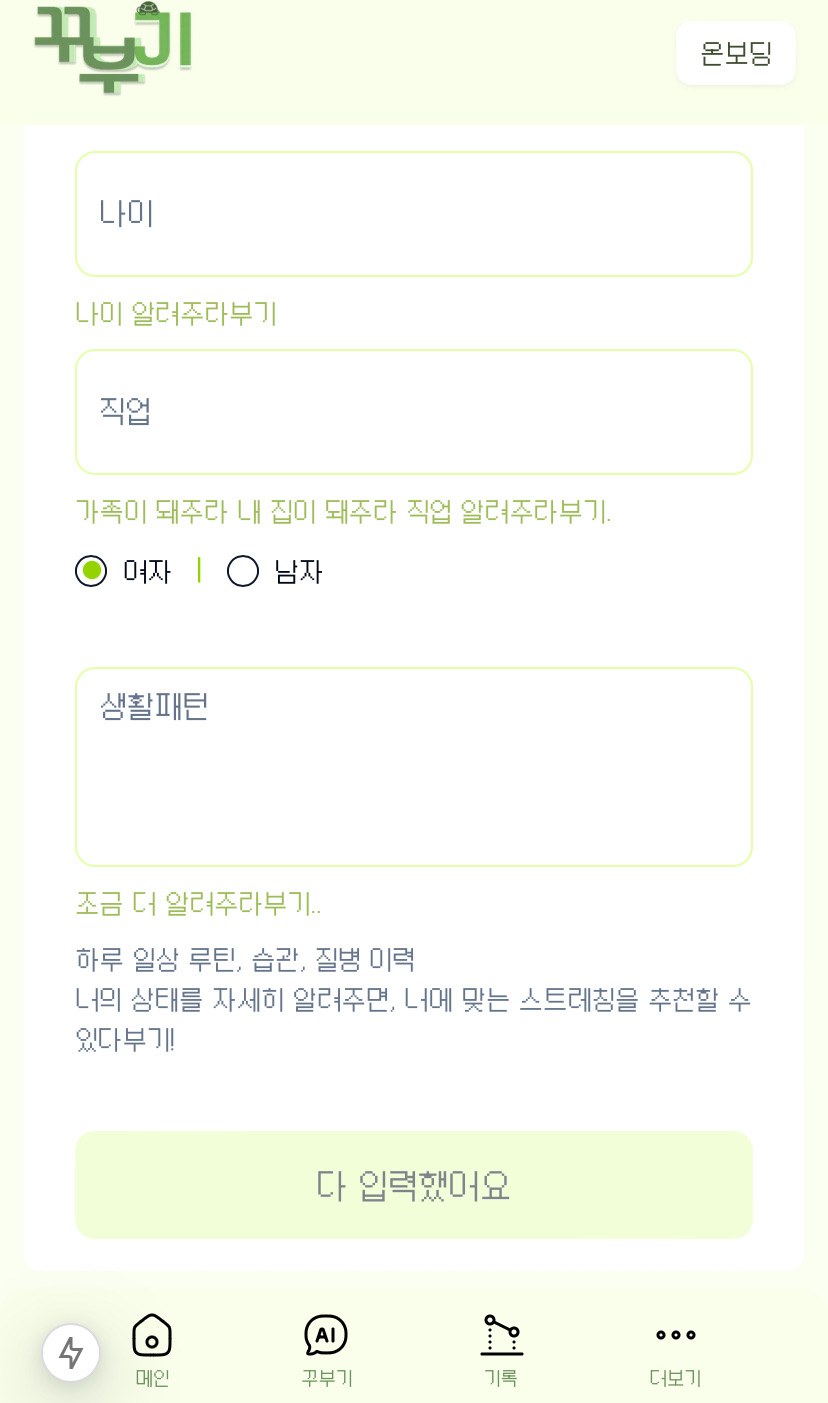 꾸부기
온보딩
나이
나이 알려주라부기
직업
가족이 돼주라 내 집이 돼주라 직업 알려주라부기.
여자 | 남자
생활패턴
조금 더 알려주라부기..
하루 일상 루틴, 습관, 질병 이력
너의 상태를 자세히 알려주면, 너에 맞는 스트레칭을 추천할 수
있다부기!
다 입력했어요
AI
메인 꾸부기 기록 더보기